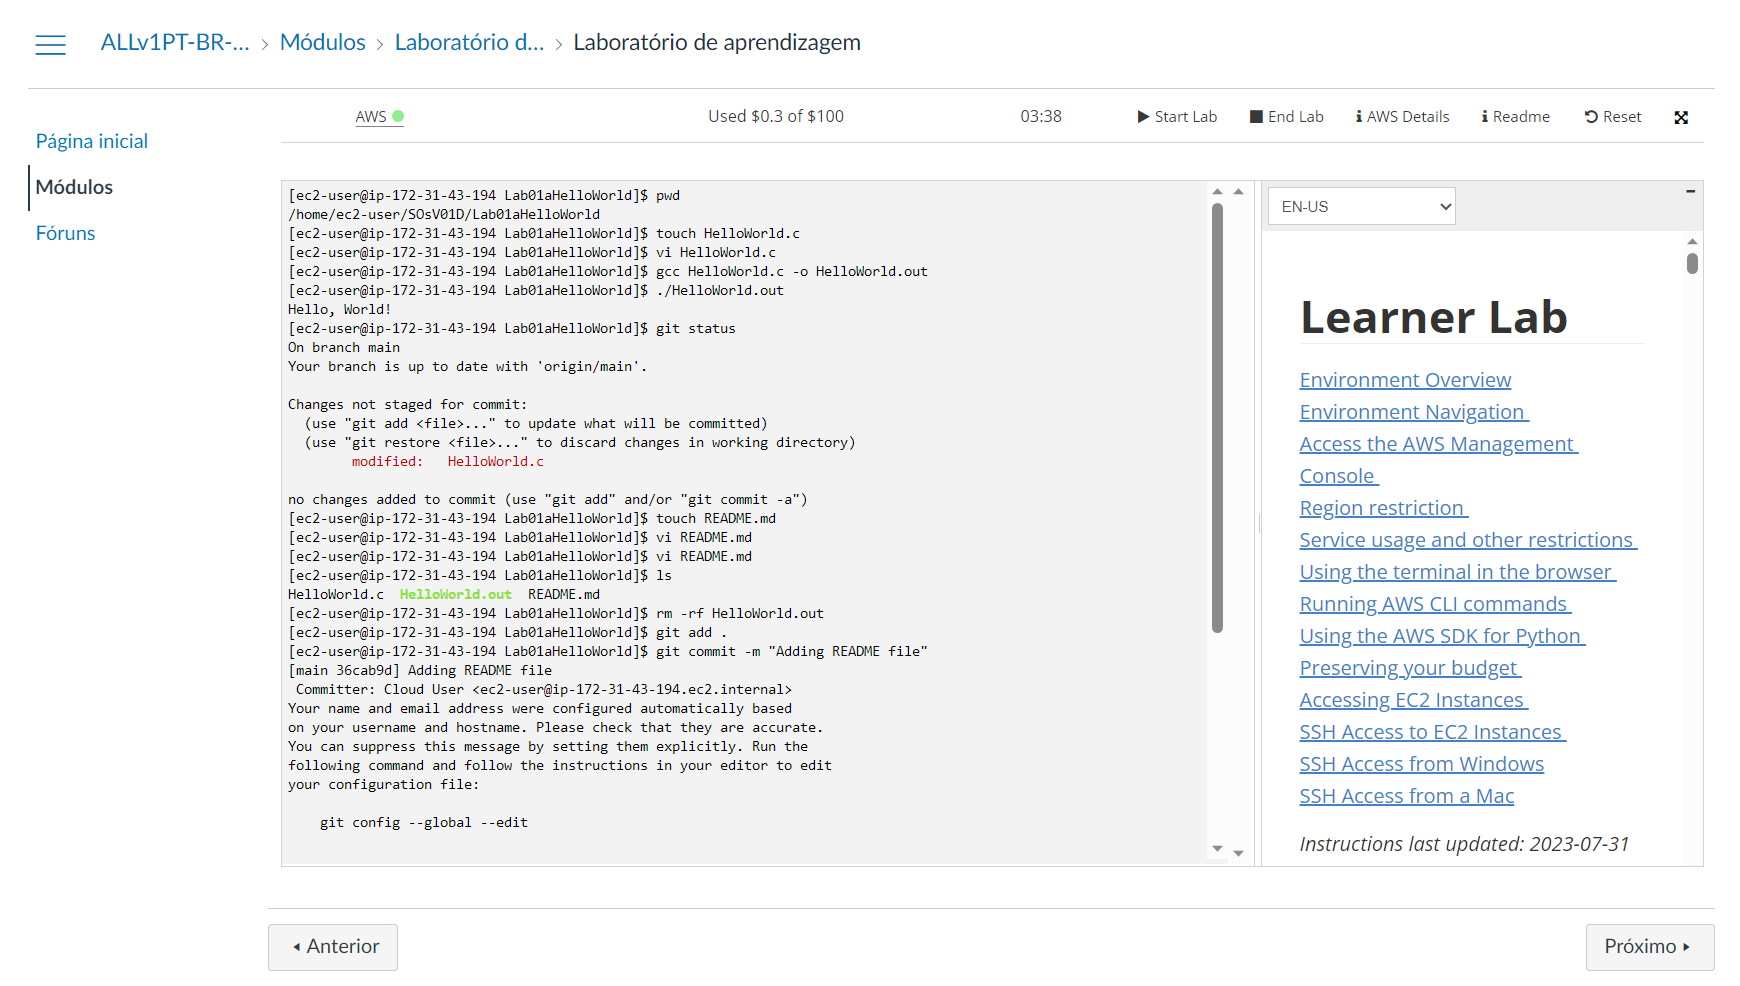 ALLv1PT-BR-... > Módulos > Laboratório d... > Laboratório de aprendizagem
AWS
Used $0.3 of $100
03:38
Start Lab
End Lab
AWS Details
Readme
Reset
Página inicial
Módulos
Fóruns
[ec2-user@ip-172-31-43-194 Lab01aHelloWorld]$ pwd
/home/ec2-user/SOsV01D/Lab01aHelloWorld
[ec2-user@ip-172-31-43-194 Lab01aHelloWorld]$ touch HelloWorld.c
[ec2-user@ip-172-31-43-194 Lab01aHelloWorld]$ vi HelloWorld.c
[ec2-user@ip-172-31-43-194 Lab01aHelloWorld]$ gcc HelloWorld.c -o HelloWorld.out
[ec2-user@ip-172-31-43-194 Lab01aHelloWorld]$ ./HelloWorld.out
Hello, World!
[ec2-user@ip-172-31-43-194 Lab01aHelloWorld]$ git status
On branch main
Your branch is up to date with 'origin/main'.
Changes not staged for commit:
(use "git add <file>..." to update what will be committed)
(use "git restore <file>..." to discard changes in working directory)
modified:   HelloWorld.c
no changes added to commit (use "git add" and/or "git commit -a")
[ec2-user@ip-172-31-43-194 Lab01aHelloWorld]$ touch README.md
[ec2-user@ip-172-31-43-194 Lab01aHelloWorld]$ vi README.md
[ec2-user@ip-172-31-43-194 Lab01aHelloWorld]$ vi README.md
[ec2-user@ip-172-31-43-194 Lab01aHelloWorld]$ ls
HelloWorld.c  HelloWorld.out  README.md
[ec2-user@ip-172-31-43-194 Lab01aHelloWorld]$ rm -rf HelloWorld.out
[ec2-user@ip-172-31-43-194 Lab01aHelloWorld]$ git add .
[ec2-user@ip-172-31-43-194 Lab01aHelloWorld]$ git commit -m "Adding README file"
[main 36cab9d] Adding README file
Committer: Cloud User <ec2-user@ip-172-31-43-194.ec2.internal>
Your name and email address were configured automatically based
on your username and hostname. Please check that they are accurate.
You can suppress this message by setting them explicitly. Run the
following command and follow the instructions in your editor to edit
your configuration file:
git config --global --edit
EN-US
Learner Lab
Environment Overview
Environment Navigation
Access the AWS Management
Console
Region restriction
Service usage and other restrictions
Using the terminal in the browser
Running AWS CLI commands
Using the AWS SDK for Python
Preserving your budget
Accessing EC2 Instances
SSH Access to EC2 Instances
SSH Access from Windows
SSH Access from a Mac
Instructions last updated: 2023-07-31
Anterior
Próximo